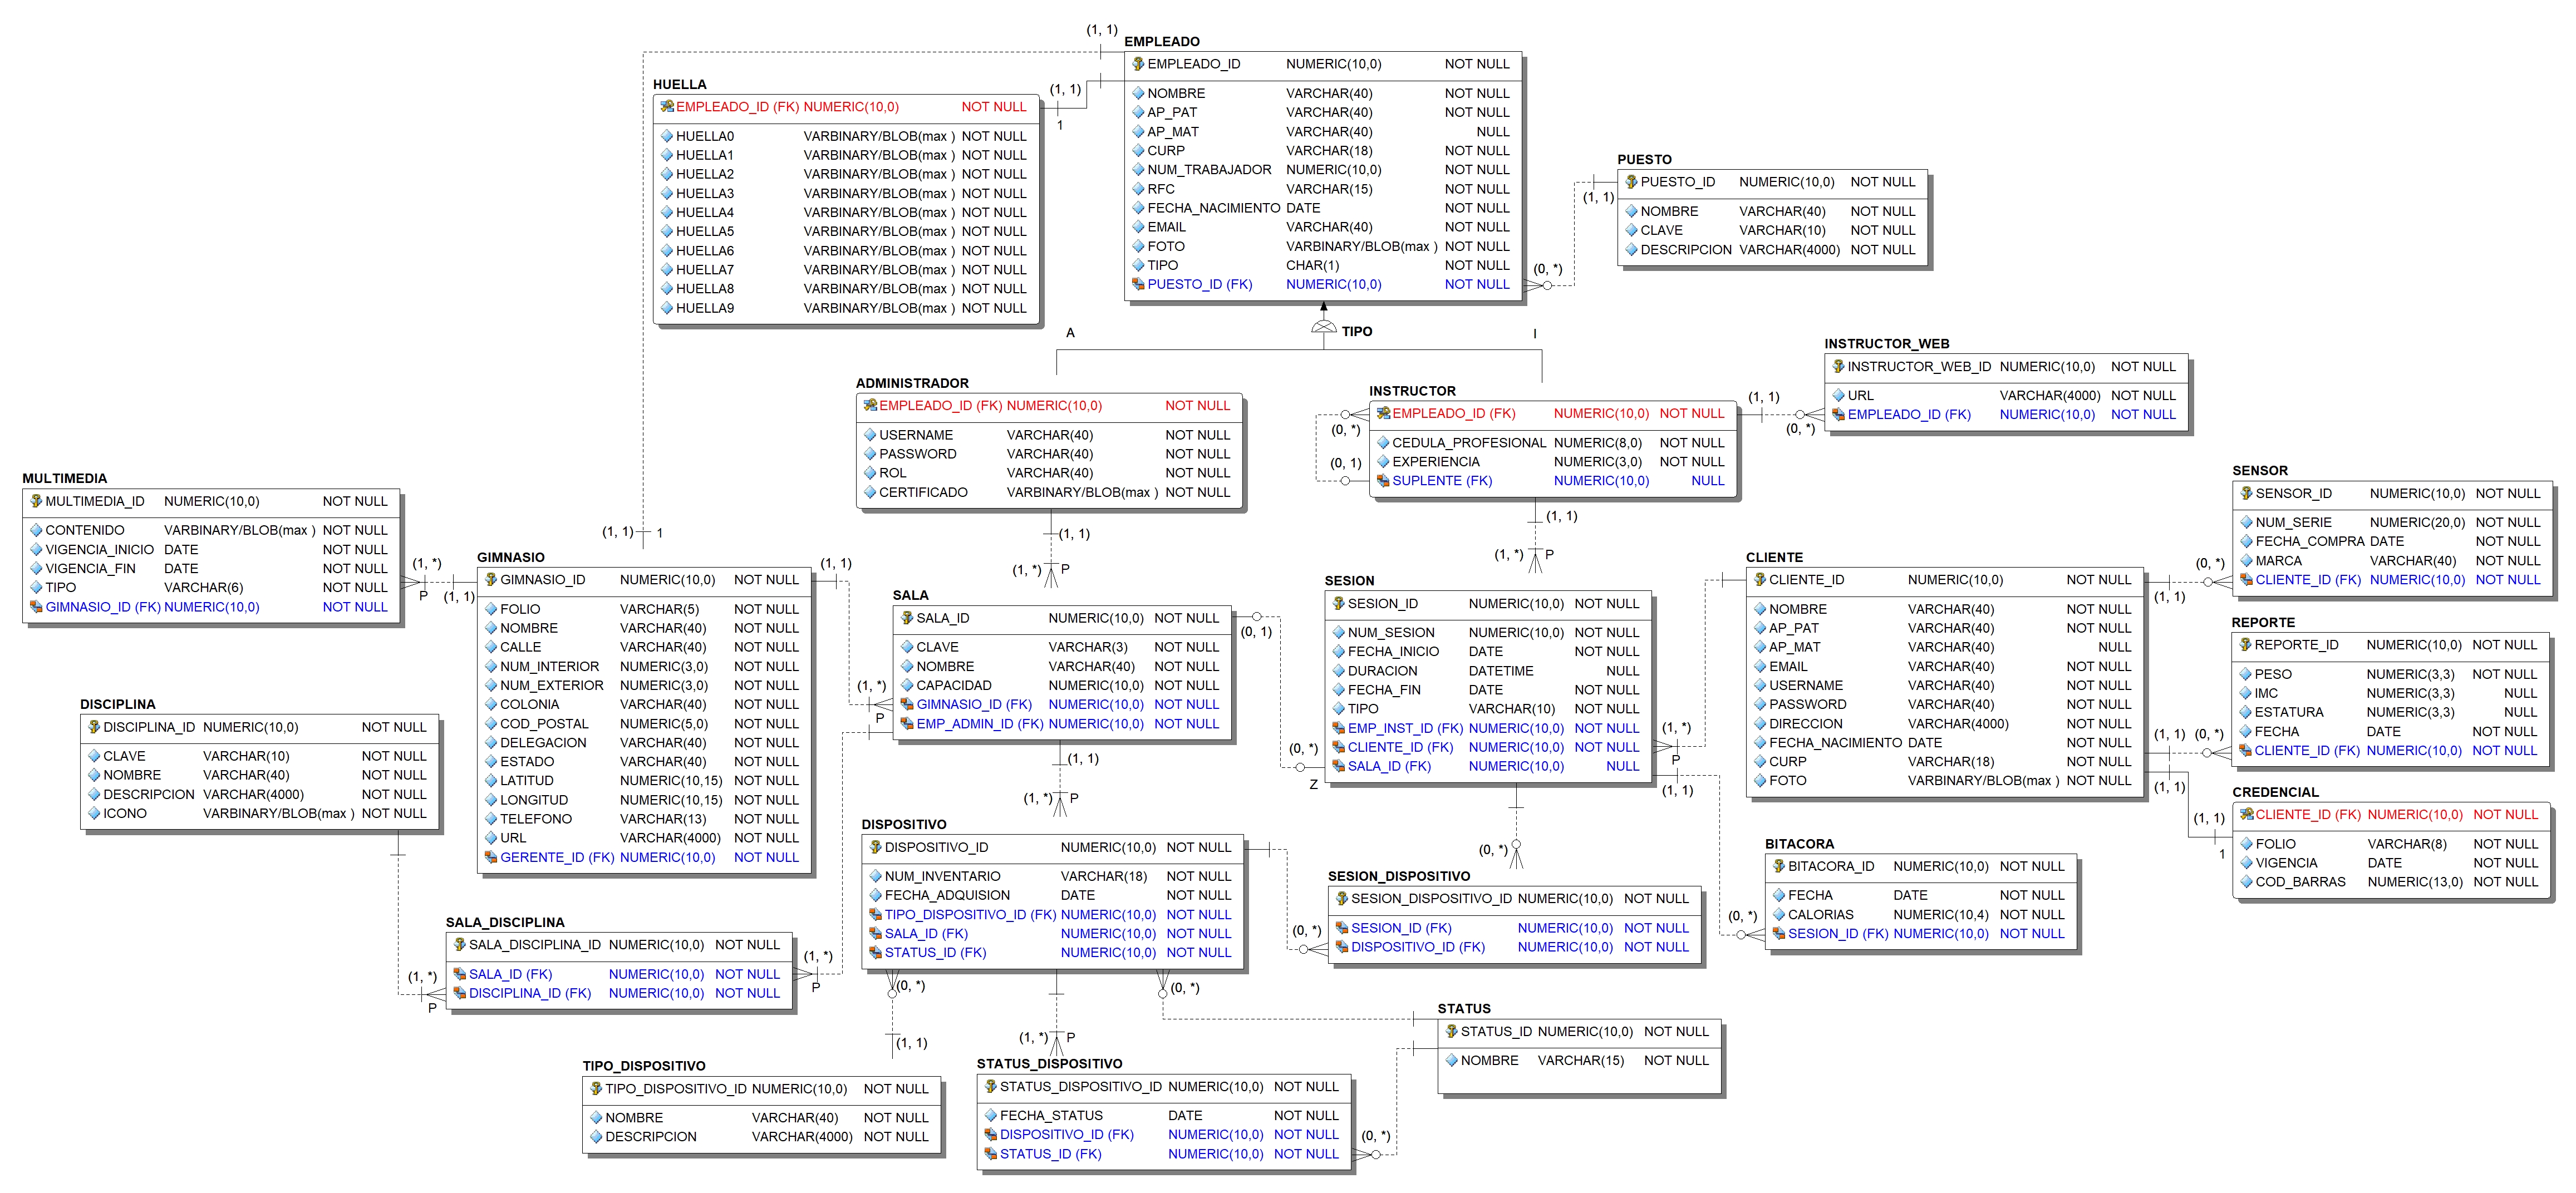 EMPLEADO
EMPLEADO_ID NUMERIC(10,0) NOT NULL
NOMBRE VARCHAR(40) NOT NULL
AP_PAT VARCHAR(40) NOT NULL
AP_MAT VARCHAR(40) NULL
CURP VARCHAR(18) NOT NULL
NUM_TRABAJADOR NUMERIC(10,0) NOT NULL
RFC VARCHAR(15) NOT NULL
FECHA_NACIMIENTO DATE NOT NULL
EMAIL VARCHAR(40) NOT NULL
FOTO VARBINARY/BLOB(max ) NOT NULL
TIPO CHAR(1) NOT NULL
PUESTO_ID (FK) NUMERIC(10,0) NOT NULL
(1, 1)
(1, 1)
1
HUELLA
EMPLEADO_ID (FK) NUMERIC(10,0) NOT NULL
HUELLA0 VARBINARY/BLOB(max ) NOT NULL
HUELLA1 VARBINARY/BLOB(max ) NOT NULL
HUELLA2 VARBINARY/BLOB(max ) NOT NULL
HUELLA3 VARBINARY/BLOB(max ) NOT NULL
HUELLA4 VARBINARY/BLOB(max ) NOT NULL
HUELLA5 VARBINARY/BLOB(max ) NOT NULL
HUELLA6 VARBINARY/BLOB(max ) NOT NULL
HUELLA7 VARBINARY/BLOB(max ) NOT NULL
HUELLA8 VARBINARY/BLOB(max ) NOT NULL
HUELLA9 VARBINARY/BLOB(max ) NOT NULL
PUESTO
PUESTO_ID NUMERIC(10,0) NOT NULL
NOMBRE VARCHAR(40) NOT NULL
CLAVE VARCHAR(10) NOT NULL
DESCRIPCION VARCHAR(4000) NOT NULL
(1, 1)
(0, *)
TIPO
A
I
ADMINISTRADOR
EMPLEADO_ID (FK) NUMERIC(10,0) NOT NULL
USERNAME VARCHAR(40) NOT NULL
PASSWORD VARCHAR(40) NOT NULL
ROL VARCHAR(40) NOT NULL
CERTIFICADO VARBINARY/BLOB(max ) NOT NULL
(1, 1)
(1, *) P
INSTRUCTOR
EMPLEADO_ID (FK) NUMERIC(10,0) NOT NULL
CEDULA_PROFESIONAL NUMERIC(8,0) NOT NULL
EXPERIENCIA NUMERIC(3,0) NOT NULL
SUPLENTE (FK) NUMERIC(10,0) NULL
(0, *)
(0, 1)
(1, 1)
(1, *) P
INSTRUCTOR_WEB
INSTRUCTOR_WEB_ID NUMERIC(10,0) NOT NULL
URL VARCHAR(4000) NOT NULL
EMPLEADO_ID (FK) NUMERIC(10,0) NOT NULL
(1, 1)
(0, *)
MULTIMEDIA
MULTIMEDIA_ID NUMERIC(10,0) NOT NULL
CONTENIDO VARBINARY/BLOB(max ) NOT NULL
VIGENCIA_INICIO DATE NOT NULL
VIGENCIA_FIN DATE NOT NULL
TIPO VARCHAR(6) NOT NULL
GIMNASIO_ID (FK) NUMERIC(10,0) NOT NULL
(1, *)
P
(1, 1)
(1, 1) 1
GIMNASIO
GIMNASIO_ID NUMERIC(10,0) NOT NULL
FOLIO VARCHAR(5) NOT NULL
NOMBRE VARCHAR(40) NOT NULL
CALLE VARCHAR(40) NOT NULL
NUM_INTERIOR NUMERIC(3,0) NOT NULL
NUM_EXTERIOR NUMERIC(3,0) NOT NULL
COLONIA VARCHAR(40) NOT NULL
COD_POSTAL NUMERIC(5,0) NOT NULL
DELEGACION VARCHAR(40) NOT NULL
ESTADO VARCHAR(40) NOT NULL
LATITUD NUMERIC(10,15) NOT NULL
LONGITUD NUMERIC(10,15) NOT NULL
TELEFONO VARCHAR(13) NOT NULL
URL VARCHAR(4000) NOT NULL
GERENTE_ID (FK) NUMERIC(10,0) NOT NULL
(1, 1)
(1, *)
P
SALA
SALA_ID NUMERIC(10,0) NOT NULL
CLAVE VARCHAR(3) NOT NULL
NOMBRE VARCHAR(40) NOT NULL
CAPACIDAD NUMERIC(10,0) NOT NULL
GIMNASIO_ID (FK) NUMERIC(10,0) NOT NULL
EMP_ADMIN_ID (FK) NUMERIC(10,0) NOT NULL
(0, 1)
(0, *)
Z
(1, 1)
(1, *) P
SESION
SESION_ID NUMERIC(10,0) NOT NULL
NUM_SESION NUMERIC(10,0) NOT NULL
FECHA_INICIO DATE NOT NULL
DURACION DATETIME NULL
FECHA_FIN DATE NOT NULL
TIPO VARCHAR(10) NOT NULL
EMP_INST_ID (FK) NUMERIC(10,0) NOT NULL
CLIENTE_ID (FK) NUMERIC(10,0) NOT NULL
SALA_ID (FK) NUMERIC(10,0) NULL
(1, *)
P
(1, 1)
(0, *)
CLIENTE
CLIENTE_ID NUMERIC(10,0) NOT NULL
NOMBRE VARCHAR(40) NOT NULL
AP_PAT VARCHAR(40) NOT NULL
AP_MAT VARCHAR(40) NULL
EMAIL VARCHAR(40) NOT NULL
USERNAME VARCHAR(40) NOT NULL
PASSWORD VARCHAR(40) NOT NULL
DIRECCION VARCHAR(4000) NOT NULL
FECHA_NACIMIENTO DATE NOT NULL
CURP VARCHAR(18) NOT NULL
FOTO VARBINARY/BLOB(max ) NOT NULL
(1, 1)
(0, *)
SENSOR
SENSOR_ID NUMERIC(10,0) NOT NULL
NUM_SERIE NUMERIC(20,0) NOT NULL
FECHA_COMPRA DATE NOT NULL
MARCA VARCHAR(40) NOT NULL
CLIENTE_ID (FK) NUMERIC(10,0) NOT NULL
REPORTE
REPORTE_ID NUMERIC(10,0) NOT NULL
PESO NUMERIC(3,3) NOT NULL
IMC NUMERIC(3,3) NULL
ESTATURA NUMERIC(3,3) NULL
FECHA DATE NOT NULL
CLIENTE_ID (FK) NUMERIC(10,0) NOT NULL
(1, 1) (0, *)
(1, 1)
(1, 1)
1
CREDENCIAL
CLIENTE_ID (FK) NUMERIC(10,0) NOT NULL
FOLIO VARCHAR(8) NOT NULL
VIGENCIA DATE NOT NULL
COD_BARRAS NUMERIC(13,0) NOT NULL
DISCIPLINA
DISCIPLINA_ID NUMERIC(10,0) NOT NULL
CLAVE VARCHAR(10) NOT NULL
NOMBRE VARCHAR(40) NOT NULL
DESCRIPCION VARCHAR(4000) NOT NULL
ICONO VARBINARY/BLOB(max ) NOT NULL
(1, *)
P
SALA_DISCIPLINA
SALA_DISCIPLINA_ID NUMERIC(10,0) NOT NULL
SALA_ID (FK) NUMERIC(10,0) NOT NULL
DISCIPLINA_ID (FK) NUMERIC(10,0) NOT NULL
(1, *)
P
DISPOSITIVO
DISPOSITIVO_ID NUMERIC(10,0) NOT NULL
NUM_INVENTARIO VARCHAR(18) NOT NULL
FECHA_ADQUISION DATE NOT NULL
TIPO_DISPOSITIVO_ID (FK) NUMERIC(10,0) NOT NULL
SALA_ID (FK) NUMERIC(10,0) NOT NULL
STATUS_ID (FK) NUMERIC(10,0) NOT NULL
(0, *)
(0, *)
(0, *)
SESION_DISPOSITIVO
SESION_DISPOSITIVO_ID NUMERIC(10,0) NOT NULL
SESION_ID (FK) NUMERIC(10,0) NOT NULL
DISPOSITIVO_ID (FK) NUMERIC(10,0) NOT NULL
BITACORA
BITACORA_ID NUMERIC(10,0) NOT NULL
FECHA DATE NOT NULL
CALORIAS NUMERIC(10,4) NOT NULL
SESION_ID (FK) NUMERIC(10,0) NOT NULL
(0, *)
(1, 1)
(1, *) P
TIPO_DISPOSITIVO
TIPO_DISPOSITIVO_ID NUMERIC(10,0) NOT NULL
NOMBRE VARCHAR(40) NOT NULL
DESCRIPCION VARCHAR(4000) NOT NULL
STATUS_DISPOSITIVO
STATUS_DISPOSITIVO_ID NUMERIC(10,0) NOT NULL
FECHA_STATUS DATE NOT NULL
DISPOSITIVO_ID (FK) NUMERIC(10,0) NOT NULL
STATUS_ID (FK) NUMERIC(10,0) NOT NULL
(0, *)
STATUS
STATUS_ID NUMERIC(10,0) NOT NULL
NOMBRE VARCHAR(15) NOT NULL